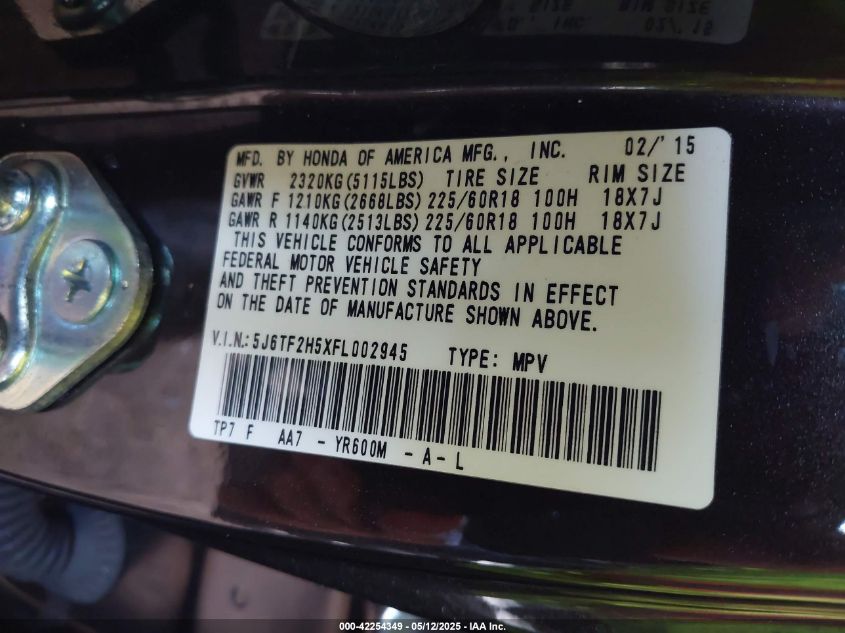 MFD. BY HONDA OF AMERICA MFG., INC. 02/'15
GVWR 2320KG(5115LBS) TIRE SIZE RIM SIZE
GAWR F 1210KG(2668LBS) 225/60R18 100H 18X7J
GAWR R 1140KG(2513LBS) 225/60R18 100H 18X7J
THIS VEHICLE CONFORMS TO ALL APPLICABLE
FEDERAL MOTOR VEHICLE SAFETY
AND THEFT PREVENTION STANDARDS IN EFFECT
ON THE DATE OF MANUFACTURE SHOWN ABOVE.
V.I.N.: 5J6TF2H5XFL002945 TYPE: MPV
TP7 F AA7 - YR600M - A - L
000-42254349 - 05/12/2025 - IAA Inc.